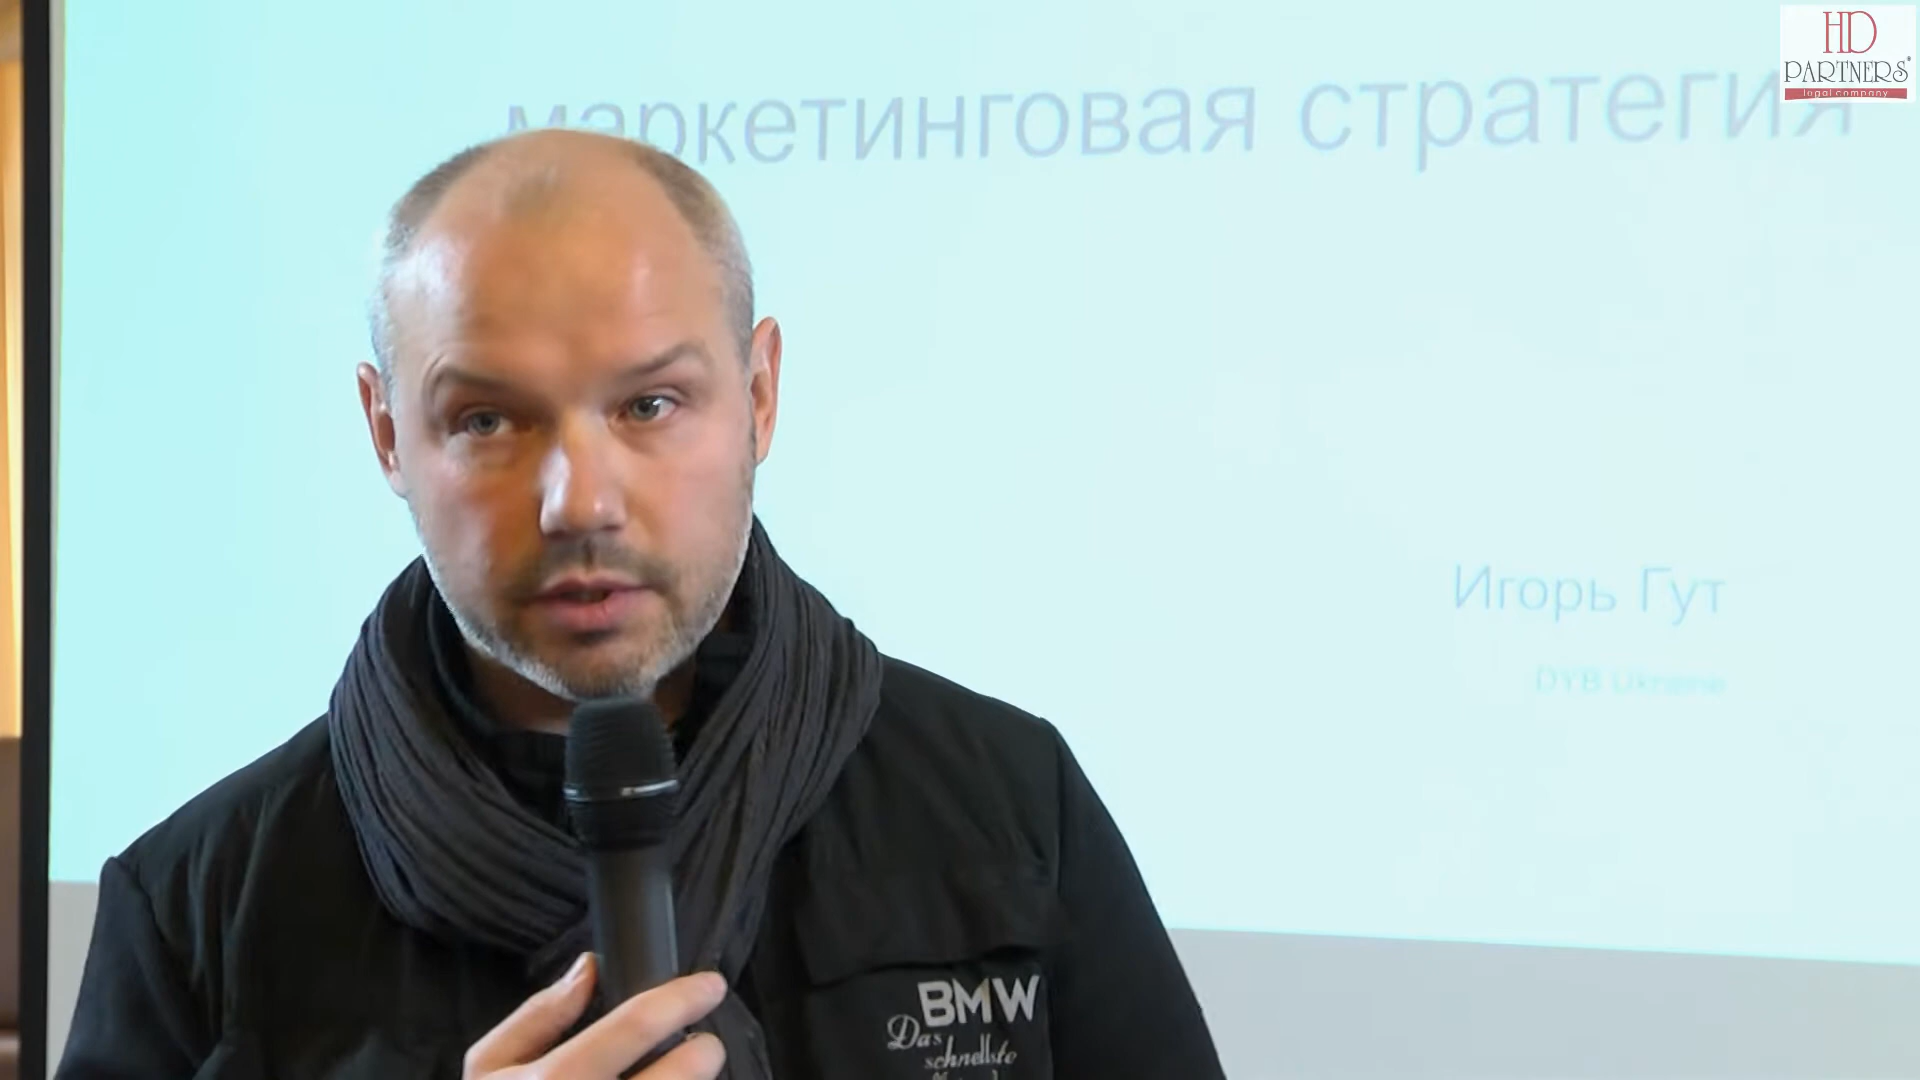 HD
PARTNERS®
legal company
маркетинговая стратегия
Игорь Гут
DYB Ukraine
BMW
Das
schnellste